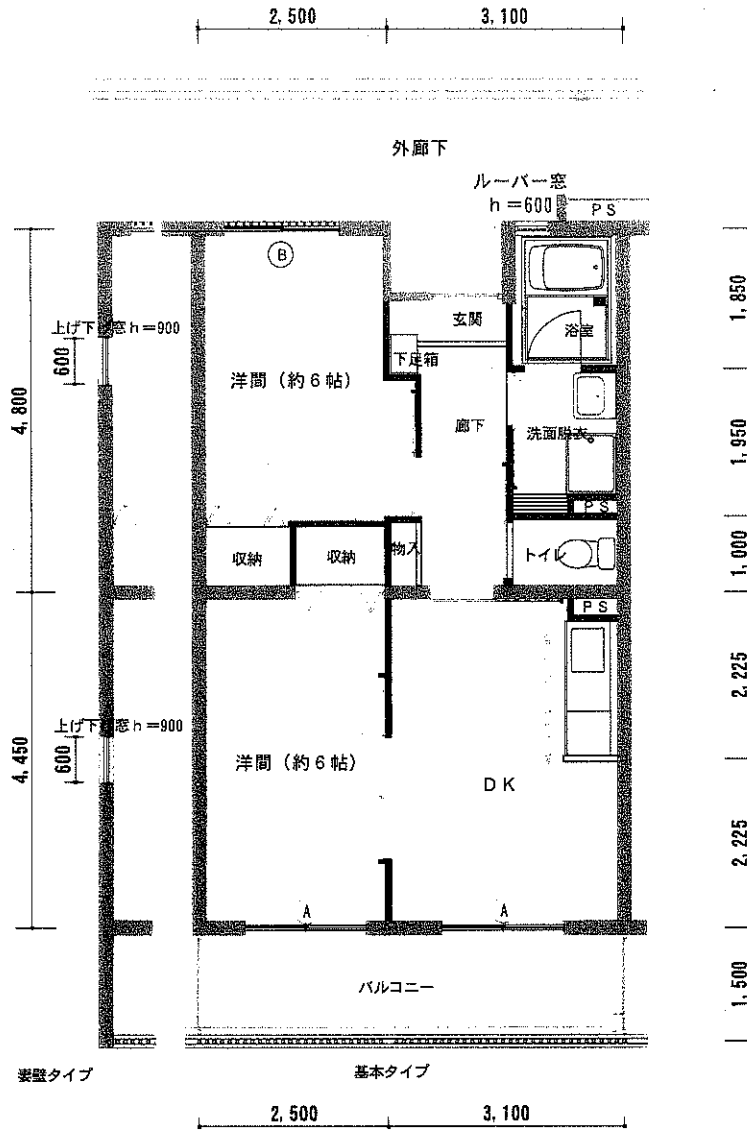 2,500
3,100
外廊下
ルーバー窓
h=600
PS
B
玄関
浴室
上げ下げ窓h=900
600
下足箱
洋間（約6帖）
廊下
洗面脱衣
4,800
1,850
1,950
1,000
収納
収納
物入
トイレ
PS
PS
上げ下げ窓h=900
600
洋間（約6帖）
DK
4,450
2,225
2,225
A
A
バルコニー
1,500
妻壁タイプ
基本タイプ
2,500
3,100